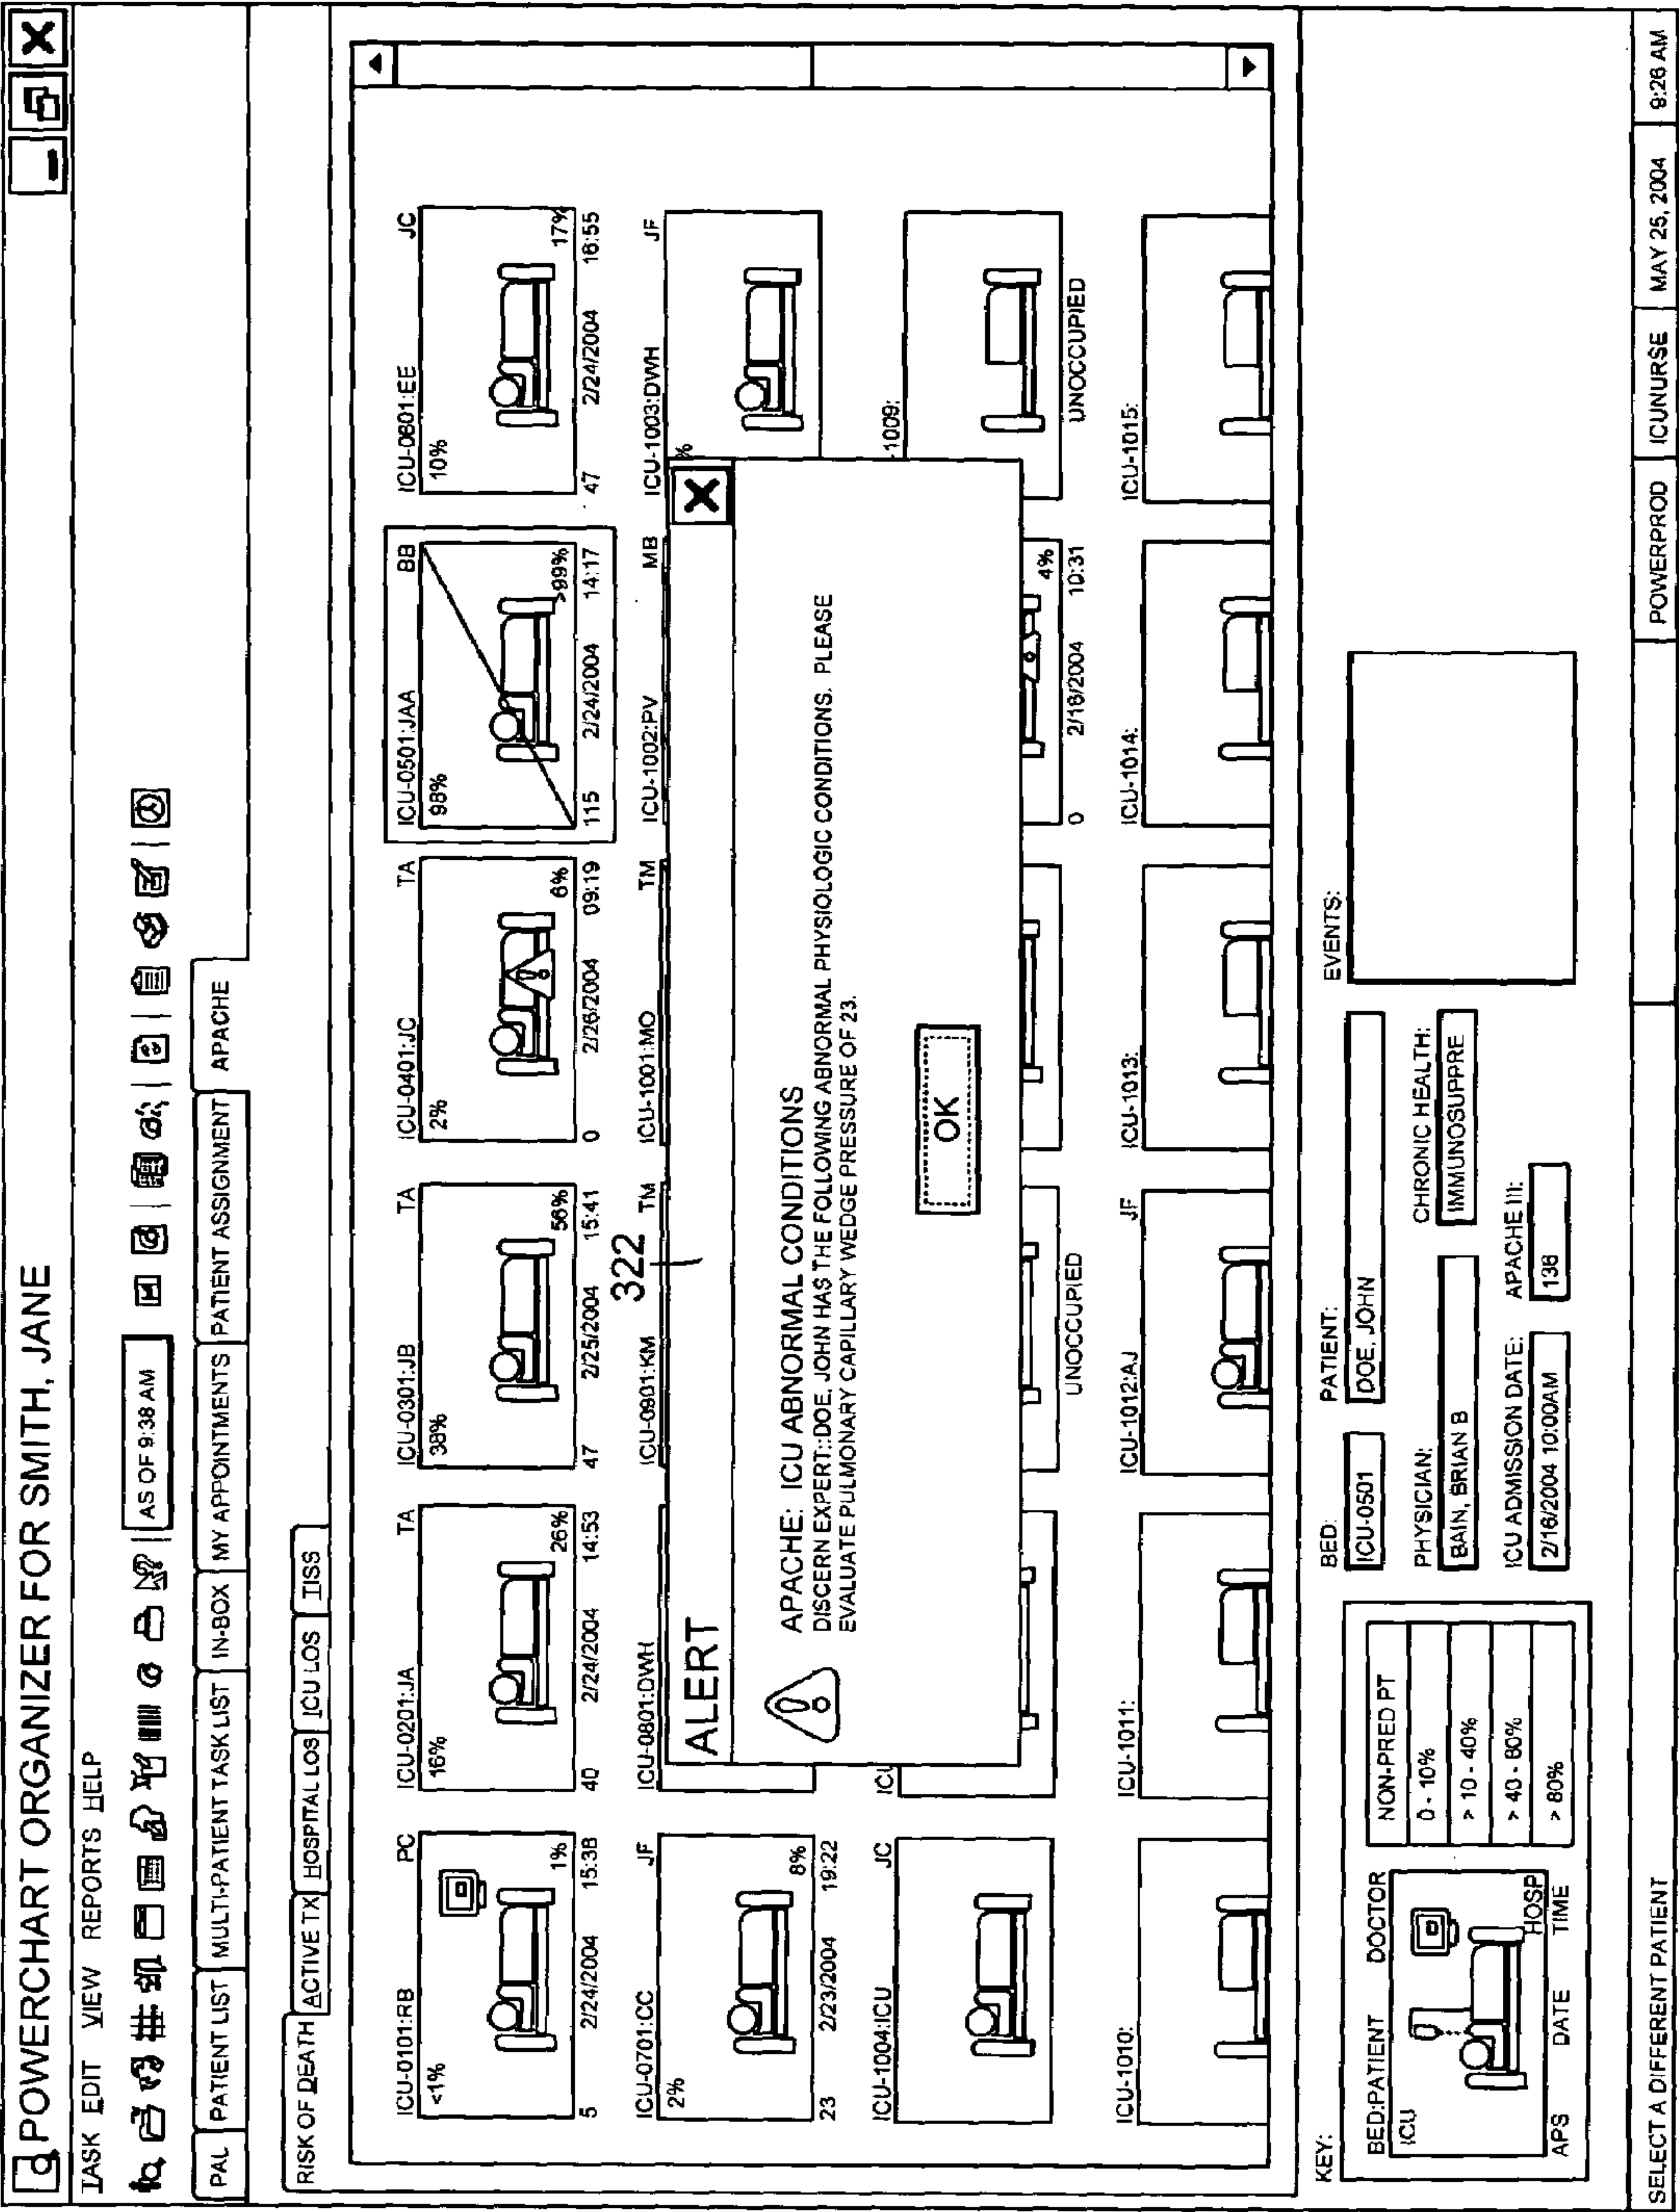 POWERCHART ORGANIZER FOR SMITH, JANE
TASK EDIT VIEW REPORTS HELP
AS OF 9:38 AM
PAL PATIENT LIST MULTI-PATIENT TASK LIST IN-BOX MY APPOINTMENTS PATIENT ASSIGNMENT APACHE
RISK OF DEATH ACTIVE TX HOSPITAL LOS ICU LOS TISS
ICU-0101:RB PC
<1%
1%
5 2/24/2004 15:38
ICU-0201:JA TA
16%
26%
40 2/24/2004 14:53
ICU-0301:JB TA
38%
56%
47 2/25/2004 15:41
ICU-0401:JC TA
2%
6%
0 2/26/2004 09:19
ICU-0501:JAA BB
98%
>99%
115 2/24/2004 14:17
ICU-0601:EE JC
10%
17%
47 2/24/2004 16:55
322
ICU-0701:CC JF
2%
8%
23 2/23/2004 19:22
ICU-0801:DWH
ICU-0901:KM TM
ICU-1001:MO TM
ICU-1002:PV MB
ICU-1003:DWH JF
%
ALERT
APACHE: ICU ABNORMAL CONDITIONS
DISCERN EXPERT::DOE, JOHN HAS THE FOLLOWING ABNORMAL PHYSIOLOGIC CONDITIONS. PLEASE
EVALUATE PULMONARY CAPILLARY WEDGE PRESSURE OF 23.
OK
ICU-1004:ICU JC
ICU
UNOCCUPIED
4%
0 2/16/2004 10:31
-1009:
UNOCCUPIED
ICU-1010:
ICU-1011:
ICU-1012:AJ JF
ICU-1013:
ICU-1014:
ICU-1015:
KEY:
BED:PATIENT DOCTOR
ICU
HOSP
APS DATE TIME
NON-PRED PT
0 - 10%
> 10 - 40%
> 40 - 80%
> 80%
BED: PATIENT:
ICU-0501 DOE, JOHN
PHYSICIAN: CHRONIC HEALTH:
BAIN, BRIAN B IMMUNOSUPPRE
ICU ADMISSION DATE: APACHE III:
2/16/2004 10:00AM 136
EVENTS:
SELECT A DIFFERENT PATIENT POWERPROD ICUNURSE MAY 25, 2004 9:26 AM